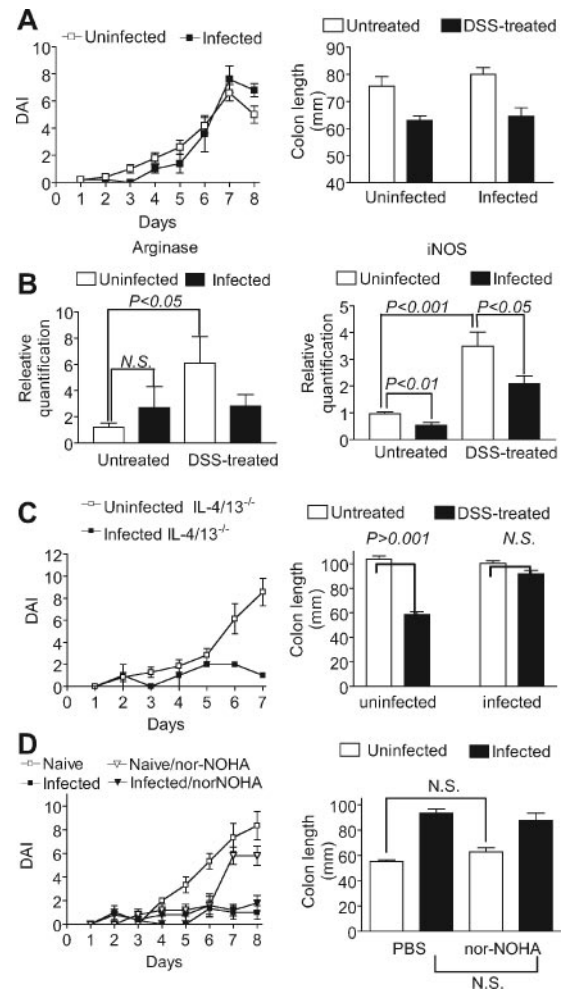 A
Uninfected Infected
DAI
10
8
6
4
2
0
0 1 2 3 4 5 6 7 8
Days
Untreated DSS-treated
Colon length
(mm)
90
80
70
60
50
40
Uninfected Infected
Arginase
iNOS
B
Uninfected Infected
P<0.05
N.S.
Releative
quantification
10
8
6
4
2
0
Untreated DSS-treated
Uninfected Infected
P<0.001 P<0.05
P<0.01
Relative
quantification
5
4
3
2
1
0
Untreated DSS-treated
C
Uninfected IL-4/13-/-
Infected IL-4/13-/-
DAI
12
10
8
6
4
2
0
0 1 2 3 4 5 6 7
Days
Untreated DSS-treated
P>0.001 N.S.
Colon length
(mm)
100
80
60
40
20
0
uninfected infected
D
Naive Naive/nor-NOHA
Infected Infected/norNOHA
DAI
10
8
6
4
2
0
0 1 2 3 4 5 6 7 8
Days
Uninfected Infected
N.S.
Colon length
(mm)
100
80
60
40
20
0
PBS nor-NOHA
N.S.